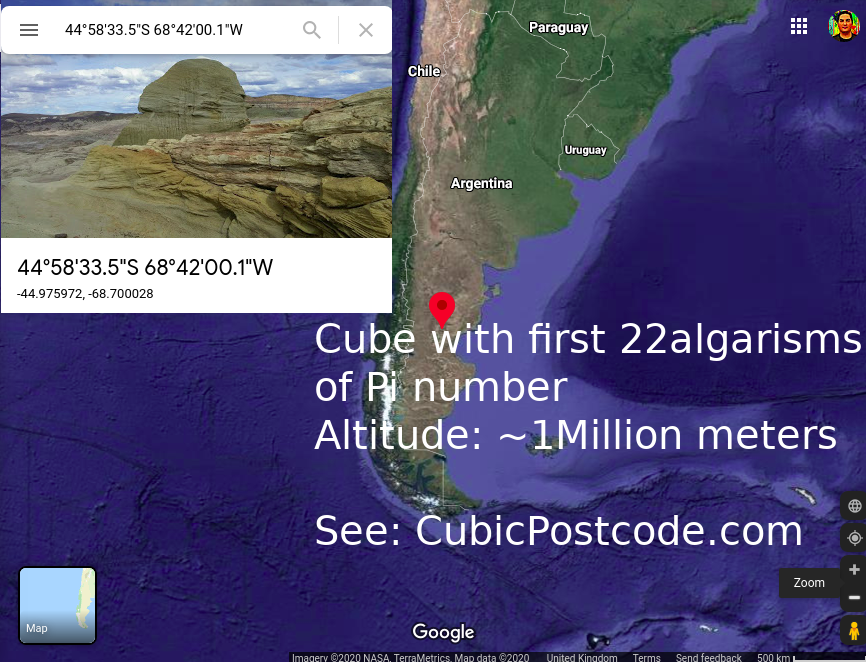 44°58'33.5"S 68°42'00.1"W
Paraguay
Chile
Uruguay
Argentina
44°58'33.5"S 68°42'00.1"W
-44.975972, -68.700028
Cube with first 22algarisms
of Pi number
Altitude: ~1Million meters
See: CubicPostcode.com
Zoom
Map
Google
Imagery ©2020 NASA, TerraMetrics, Map data ©2020 United Kingdom Terms Send feedback 500 km